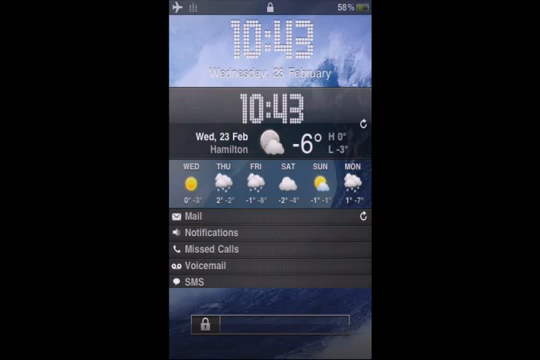 58%
10:43
Wednesday, 23 February
10:43
Wed, 23 Feb
Hamilton
-6°
H 0°
L -3°
WED THU FRI SAT SUN MON
0° -3° 2° -2° -1° -8° -2° -4° -1° -1° 1° -7°
Mail
Notifications
Missed Calls
Voicemail
SMS